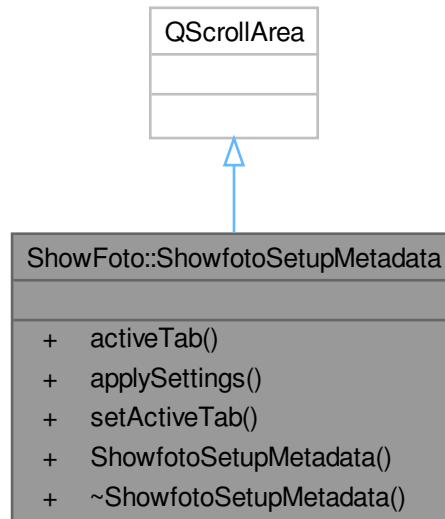 QScrollArea
ShowFoto::ShowfotoSetupMetadata
+ activeTab()
+ applySettings()
+ setActiveTab()
+ ShowfotoSetupMetadata()
+ ~ShowfotoSetupMetadata()